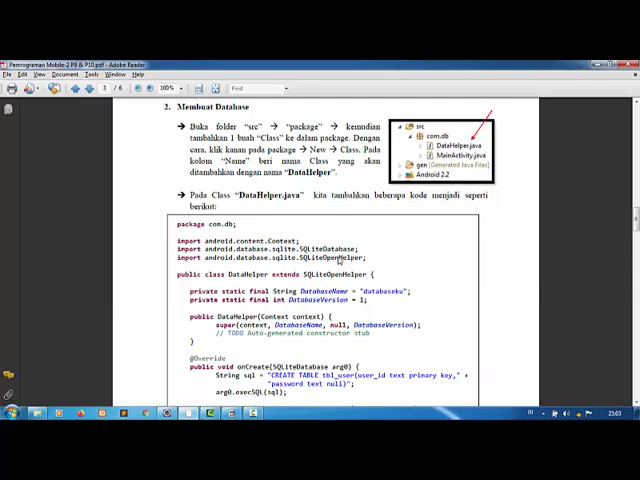 Pemrograman Mobile-2 P9 & P10.pdf - Adobe Reader
File Edit View Document Tools Window Help
3 / 6 100% Find
2. Membuat Database
→ Buka folder "src" → "package" → kemudian
tambahkan 1 buah "Class" ke dalam package. Dengan
cara, klik kanan pada package → New → Class. Pada
kolom "Name" beri nama Class yang akan
ditambahkan dengan nama "DataHelper".
src
com.db
DataHelper.java
MainActivity.java
gen [Generated Java Files]
Android 2.2
→ Pada Class "DataHelper.java" kita tambahkan beberapa kode menjadi seperti
berikut:
package com.db;
import android.content.Context;
import android.database.sqlite.SQLiteDatabase;
import android.database.sqlite.SQLiteOpenHelper;
public class DataHelper extends SQLiteOpenHelper {
private static final String DatabaseName = "databaseku";
private static final int DatabaseVersion = 1;
public DataHelper(Context context) {
super(context, DatabaseName, null, DatabaseVersion);
// TODO Auto-generated constructor stub
}
@Override
public void onCreate(SQLiteDatabase arg0) {
String sql = "CREATE TABLE tbl_user(user_id text primary key," +
"password text null)";
arg0.execSQL(sql);
IN 23:03